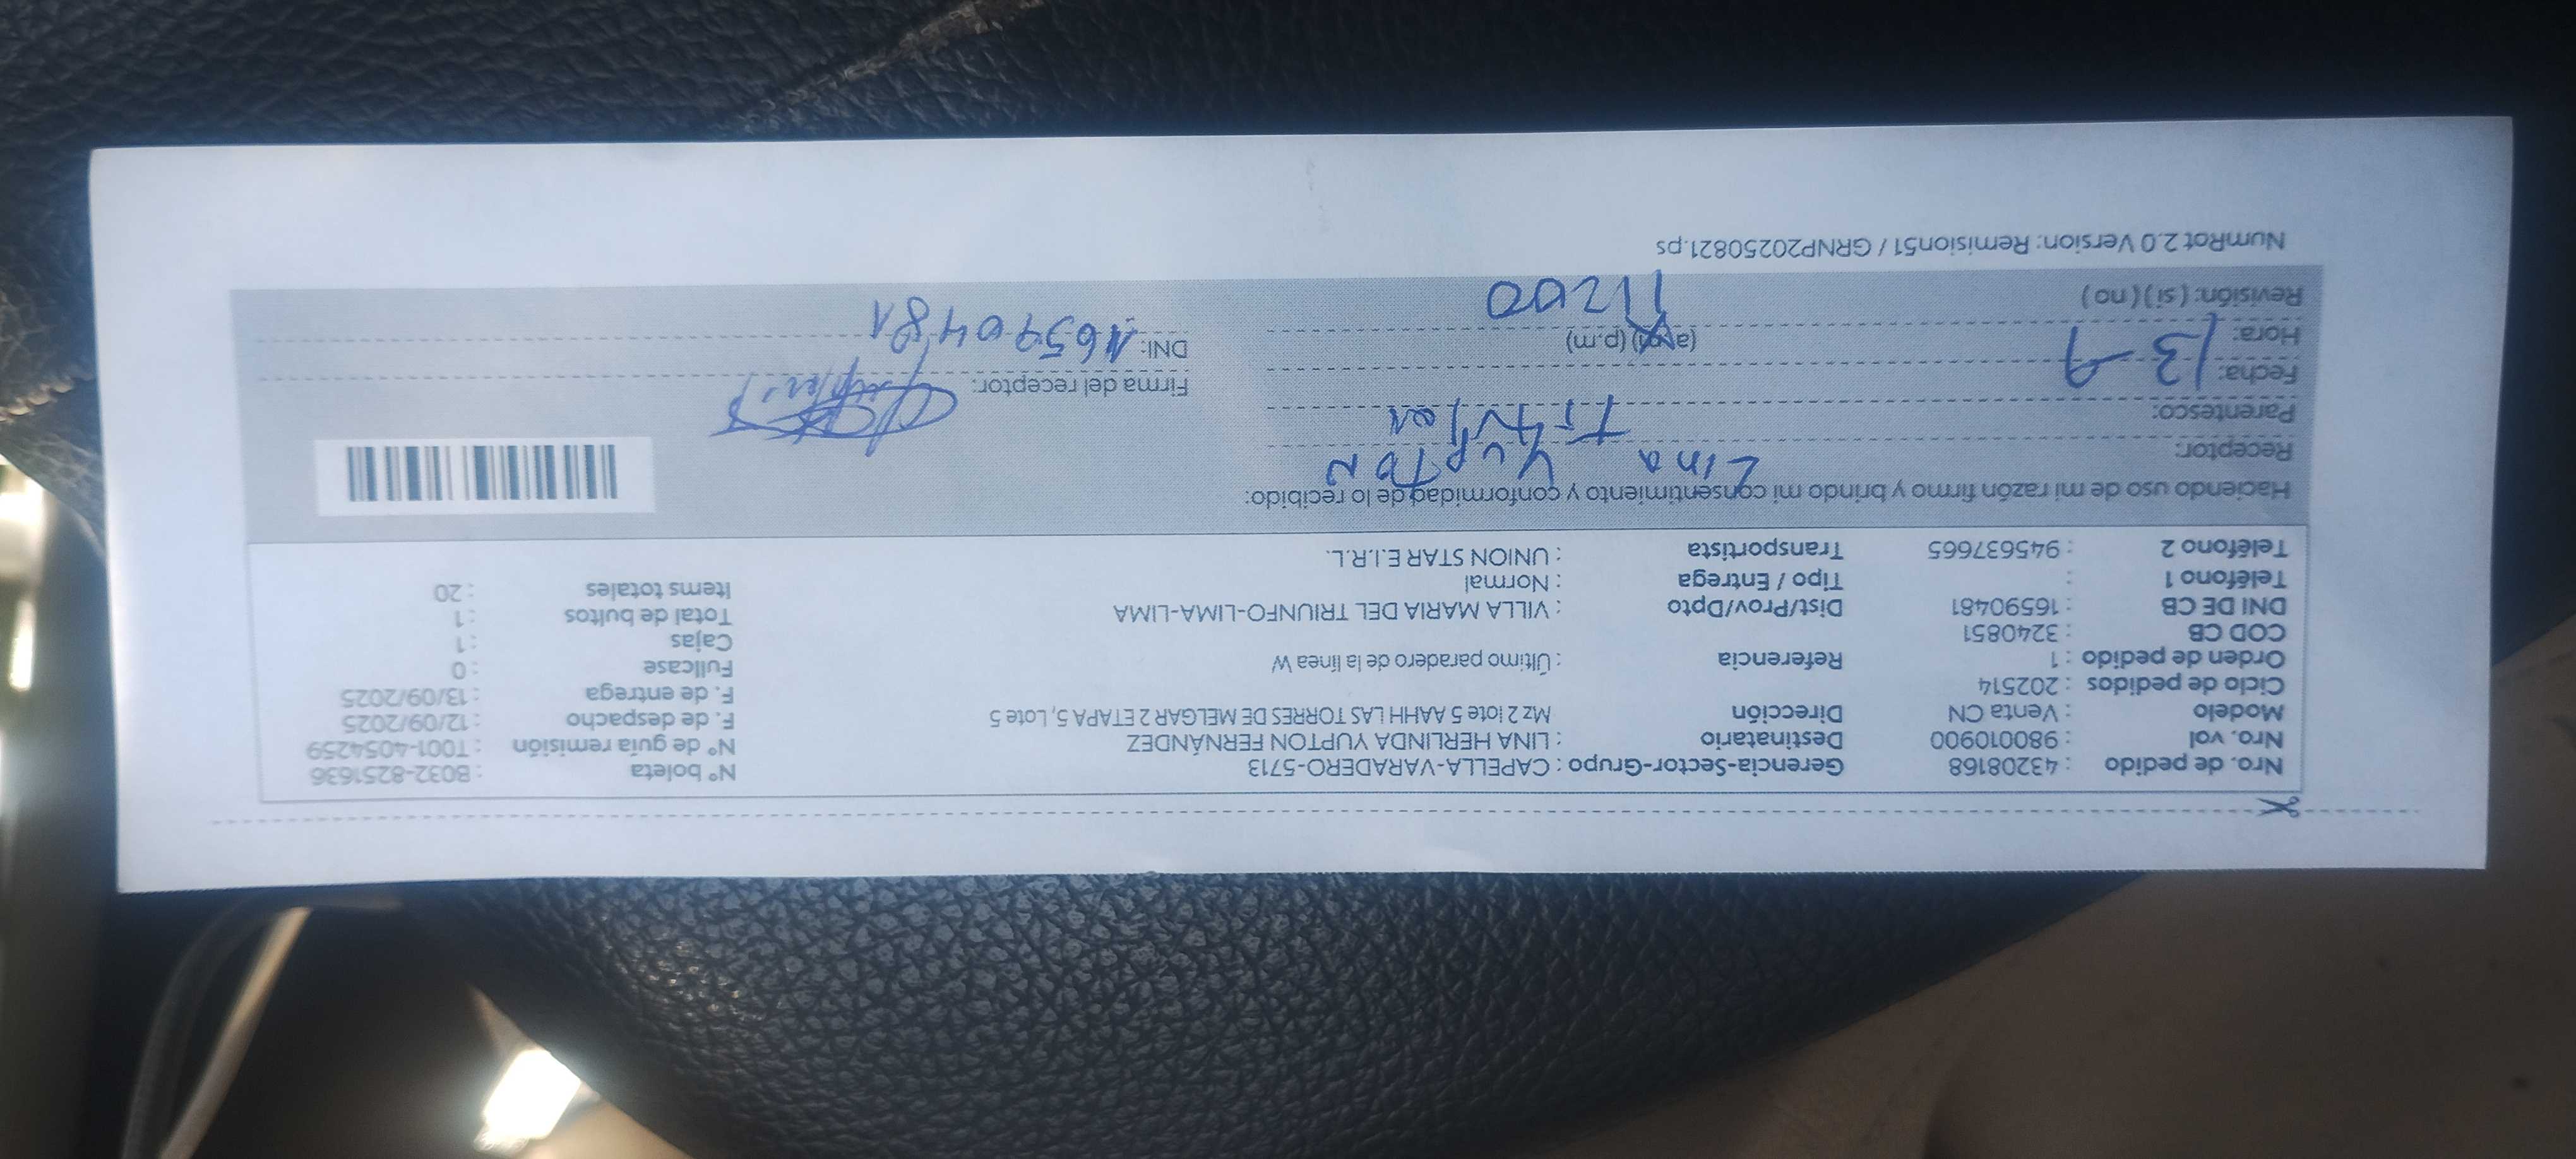 Nro. de pedido : 43208168 Gerencia-Sector-Grupo : CAPELLA-VARADERO-5713 N° boleta : B032-8251636
Nro. vol : 980010900 Destinatario : LINA HERLINDA YUPTON FERNÁNDEZ N° de guía remisión : T001-4054259
Modelo : Venta CN Dirección Mz 2 lote 5 AAHH LAS TORRES DE MELGAR 2 ETAPA 5, Lote 5 F. de despacho : 12/09/2025
Ciclo de pedidos : 202514 F. de entrega : 13/09/2025
Orden de pedido : 1 Referencia : Último paradero de la línea W Fullcase : 0
COD CB : 3240851 Cajas : 1
DNI DE CB : 16590481 Dist/Prov/Dpto : VILLA MARIA DEL TRIUNFO-LIMA-LIMA Total de bultos : 1
Teléfono 1 : Tipo / Entrega : Normal Items totales : 20
Teléfono 2 : 945637665 Transportista : UNION STAR E.I.R.L.
Haciendo uso de mi razón firmo y brindo mi consentimiento y conformidad de lo recibido:
Receptor: Lina Yupton
Parentesco:
Fecha: 13-9 Firma del receptor:
Hora: (a.m) (p.m) DNI:
Revisión: (si) (no) 11200
NumRot 2.0 Version: Remision51 / GRNP20250821.ps